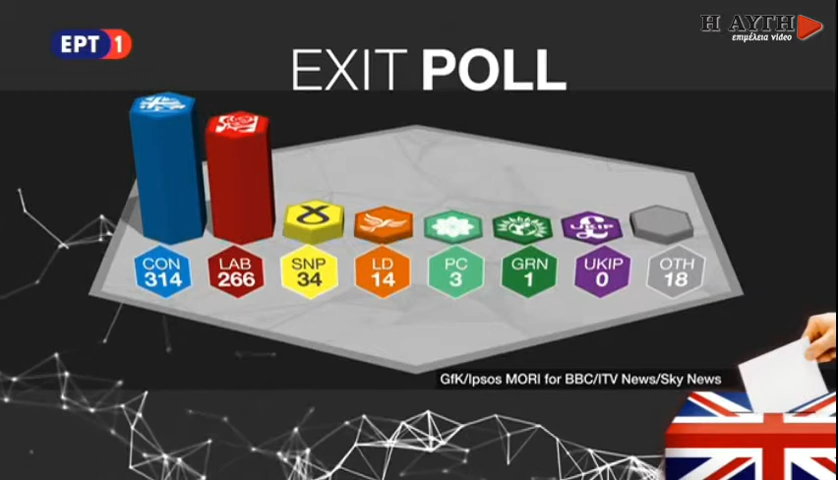 ΕΡΤ 1
Η ΑΥΓΗ
επιμέλεια video
EXIT POLL
UKIP
CON
314
LAB
266
SNP
34
LD
14
PC
3
GRN
1
UKIP
0
OTH
18
GfK/Ipsos MORI for BBC/ITV News/Sky News